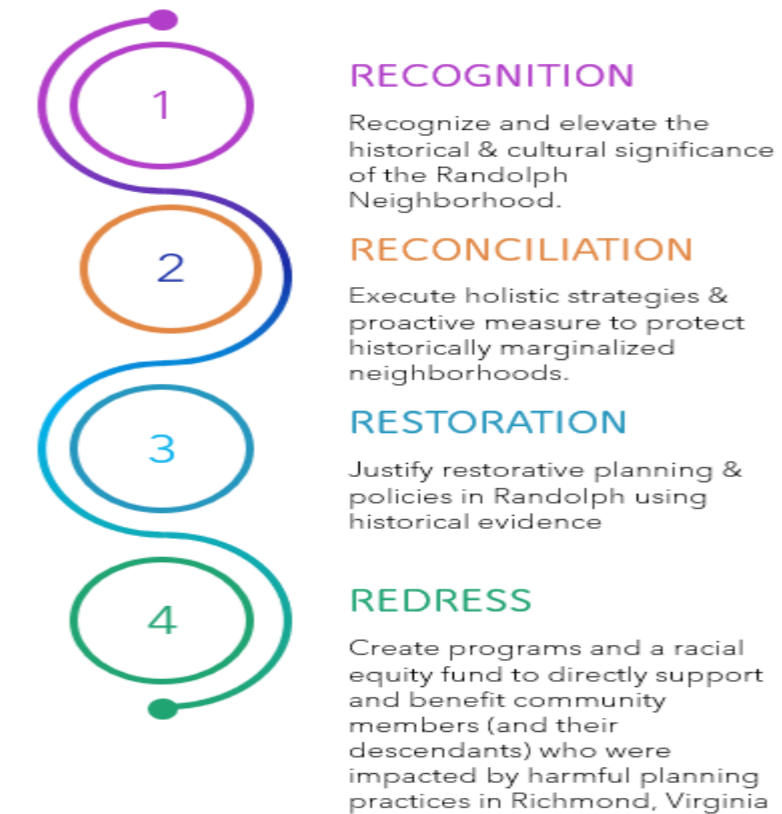 1
RECOGNITION
Recognize and elevate the
historical & cultural significance
of the Randolph
Neighborhood.
2
RECONCILIATION
Execute holistic strategies &
proactive measure to protect
historically marginalized
neighborhoods.
3
RESTORATION
Justify restorative planning &
policies in Randolph using
historical evidence
4
REDRESS
Create programs and a racial
equity fund to directly support
and benefit community
members (and their
descendants) who were
impacted by harmful planning
practices in Richmond, Virginia